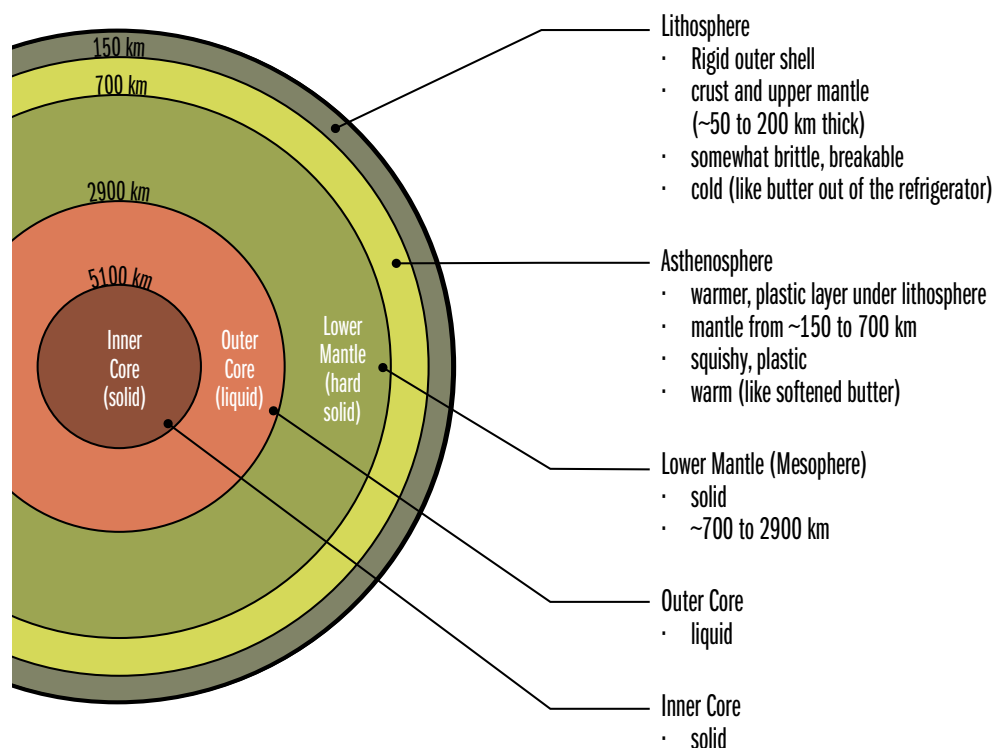 150 km
700 km
2900 km
5100 km
Inner
Core
(solid)
Outer
Core
(liquid)
Lower
Mantle
(hard
solid)
Lithosphere
· Rigid outer shell
· crust and upper mantle
(~50 to 200 km thick)
· somewhat brittle, breakable
· cold (like butter out of the refrigerator)
Asthenosphere
· warmer, plastic layer under lithosphere
· mantle from ~150 to 700 km
· squishy, plastic
· warm (like softened butter)
Lower Mantle (Mesophere)
· solid
· ~700 to 2900 km
Outer Core
· liquid
Inner Core
· solid